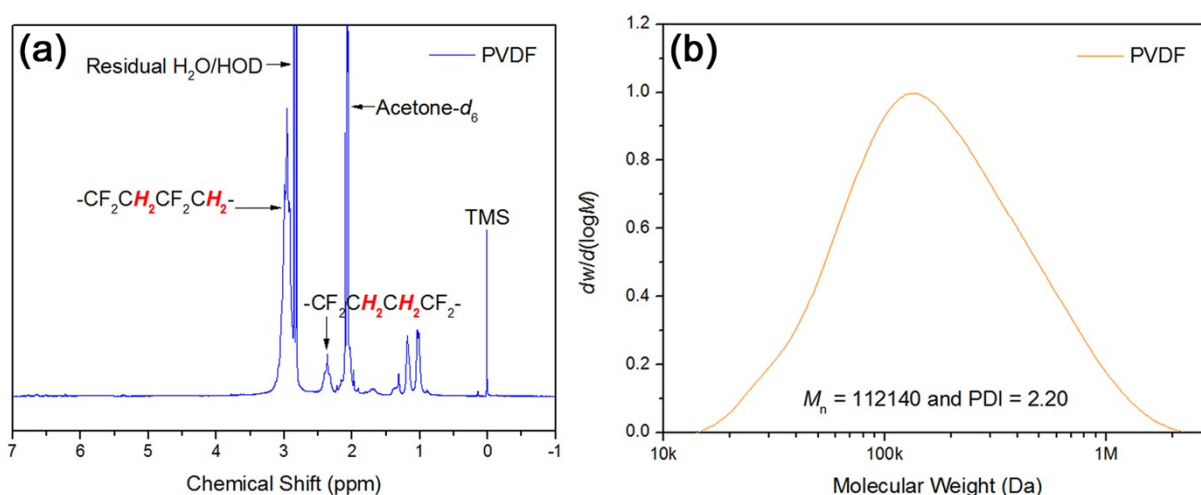 (a)
PVDF
Residual H₂O/HOD
Acetone-d₆
-CF₂CH₂CF₂CH₂-
TMS
-CF₂CH₂CH₂CF₂-
7 6 5 4 3 2 1 0 -1
Chemical Shift (ppm)
(b)
PVDF
1.2
1.0
0.8
0.6
0.4
0.2
0.0
dw/d(logM)
Mn = 112140 and PDI = 2.20
10k 100k 1M
Molecular Weight (Da)